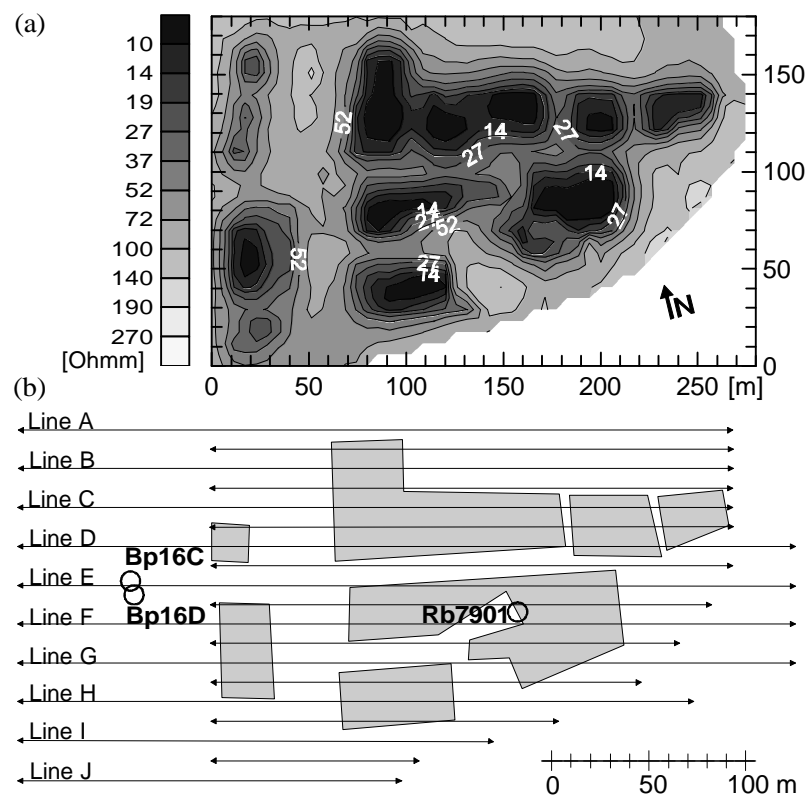 (a)
10
14
19
27
37
52
72
100
140
190
270
[Ohmm]
52
14
27
27
14
27
14
27
52
52
27
14
N
150
100
50
0
0 50 100 150 200 250 [m]
(b)
Line A
Line B
Line C
Line D
Bp16C
Line E
Bp16D
Rb7901
Line F
Line G
Line H
Line I
Line J
0 50 100 m